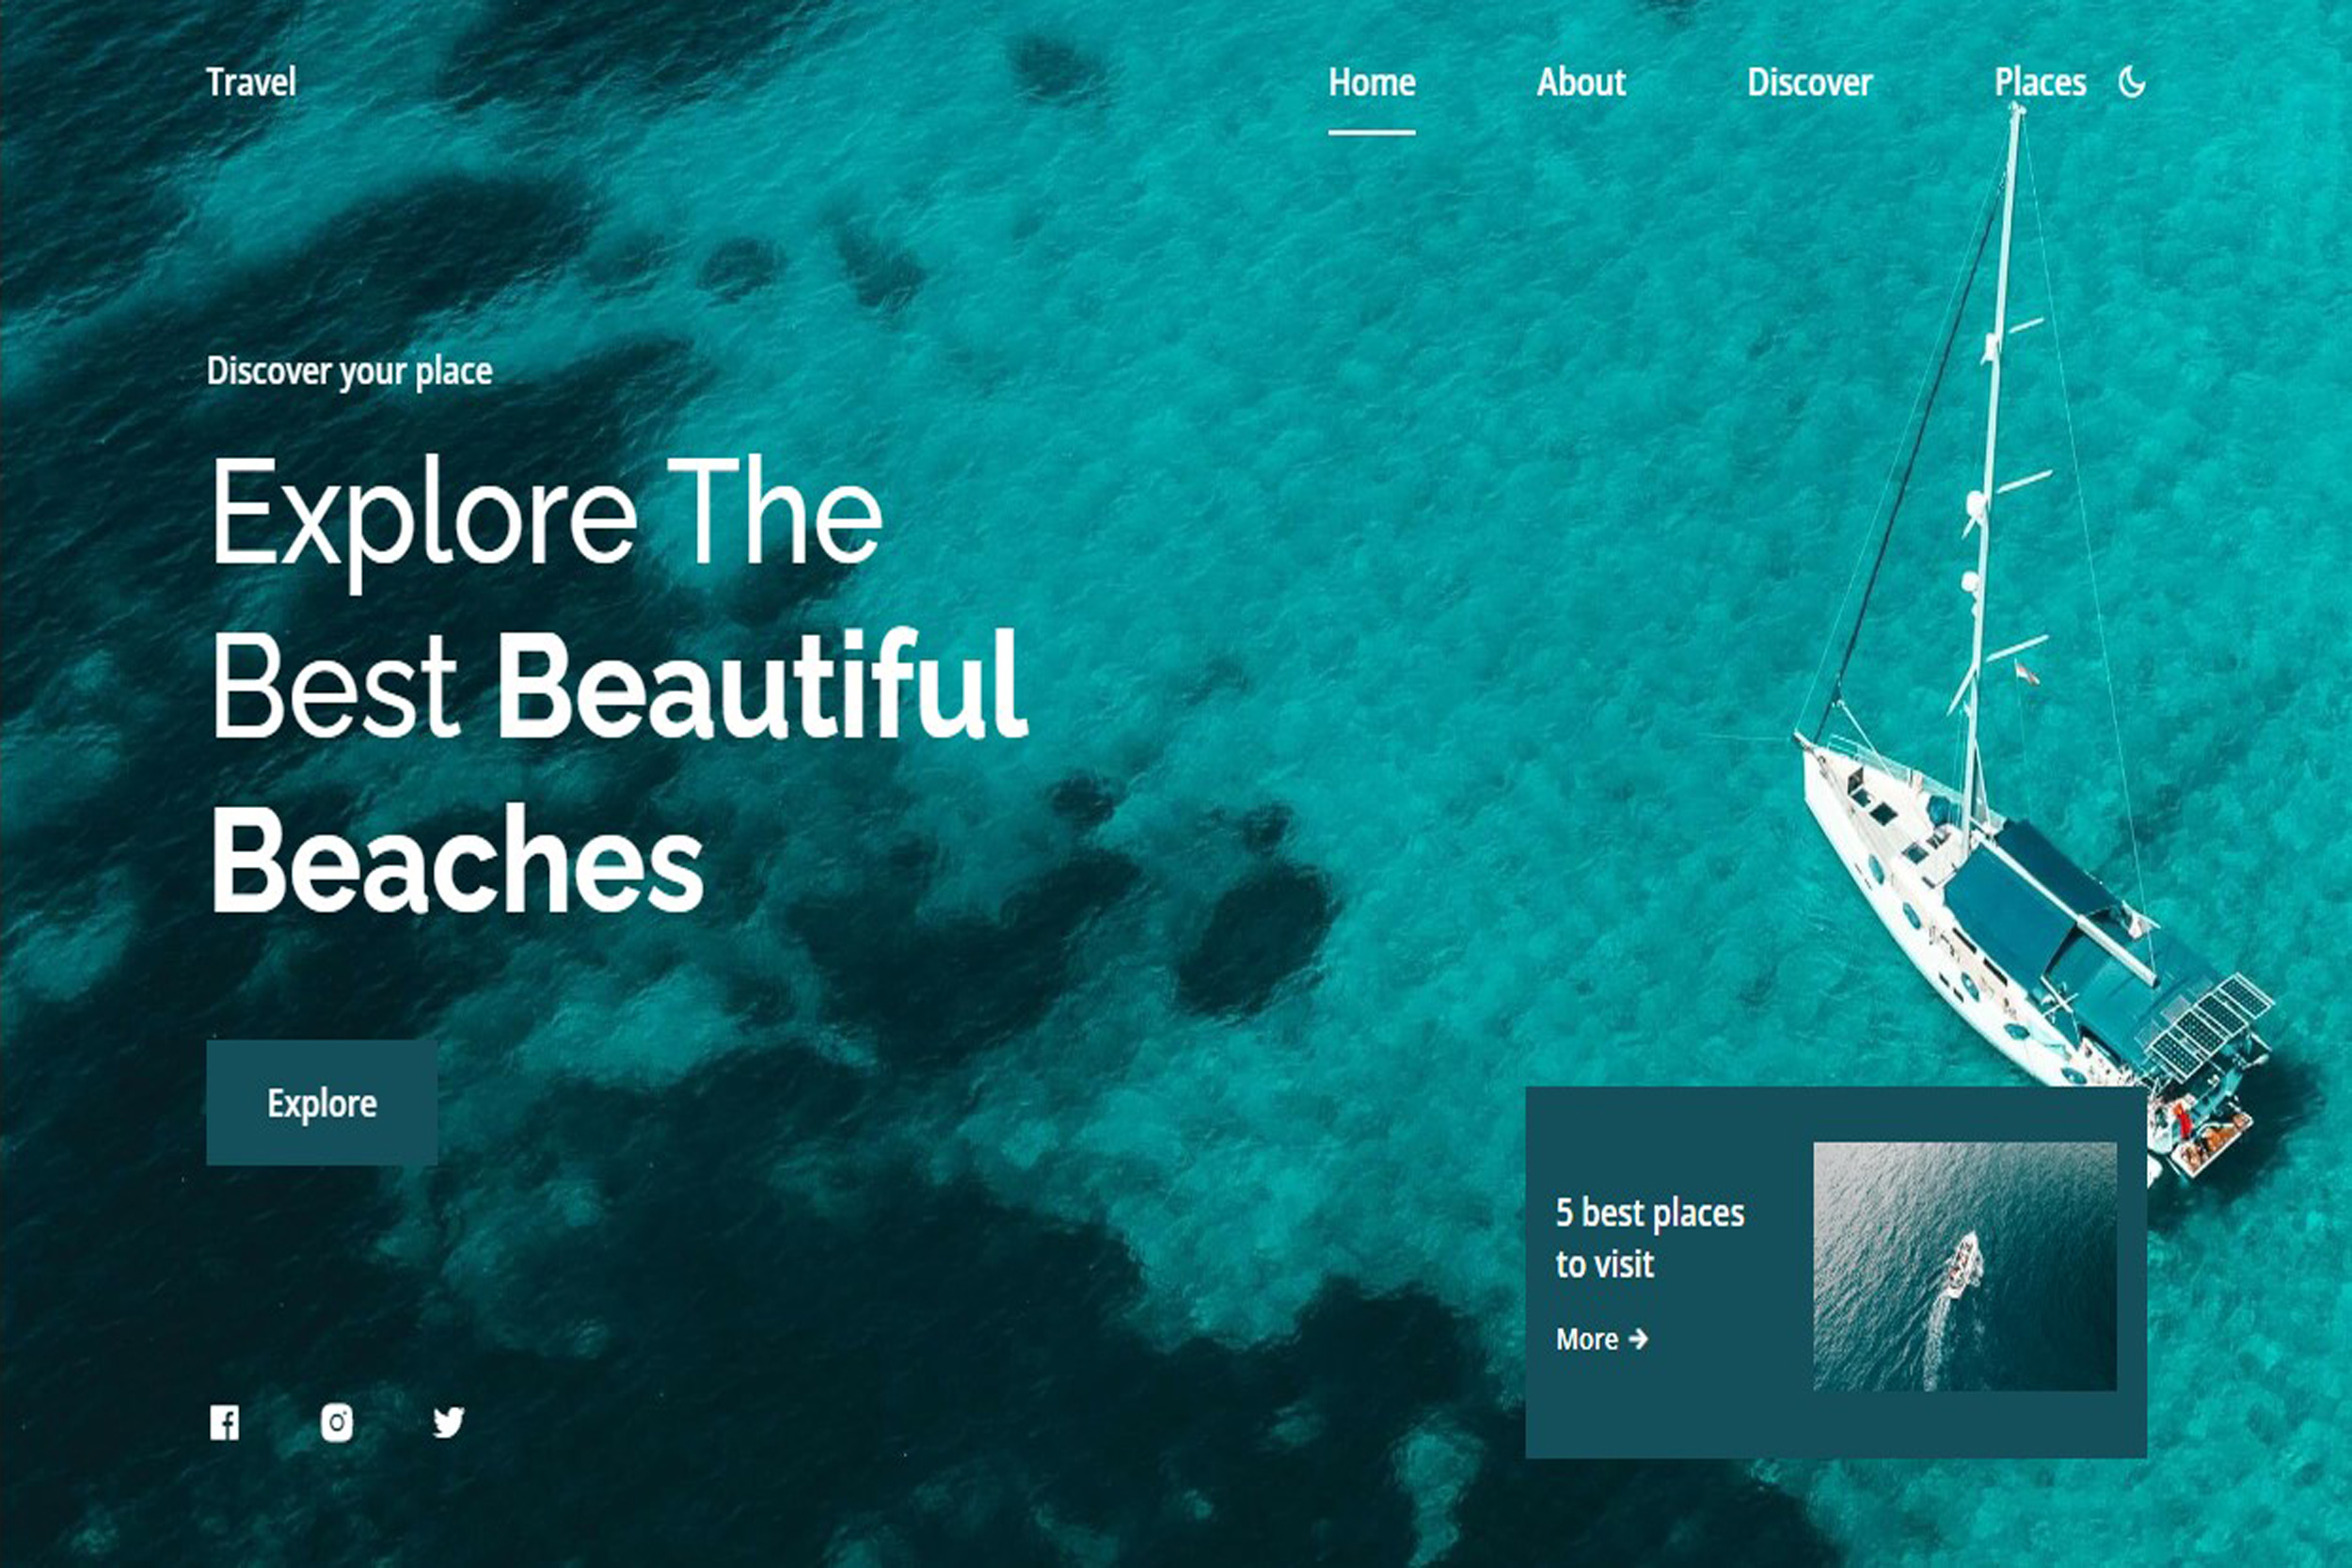 Travel
Home
About
Discover
Places
Discover your place
Explore The
Best Beautiful
Beaches
Explore
5 best places
to visit
More